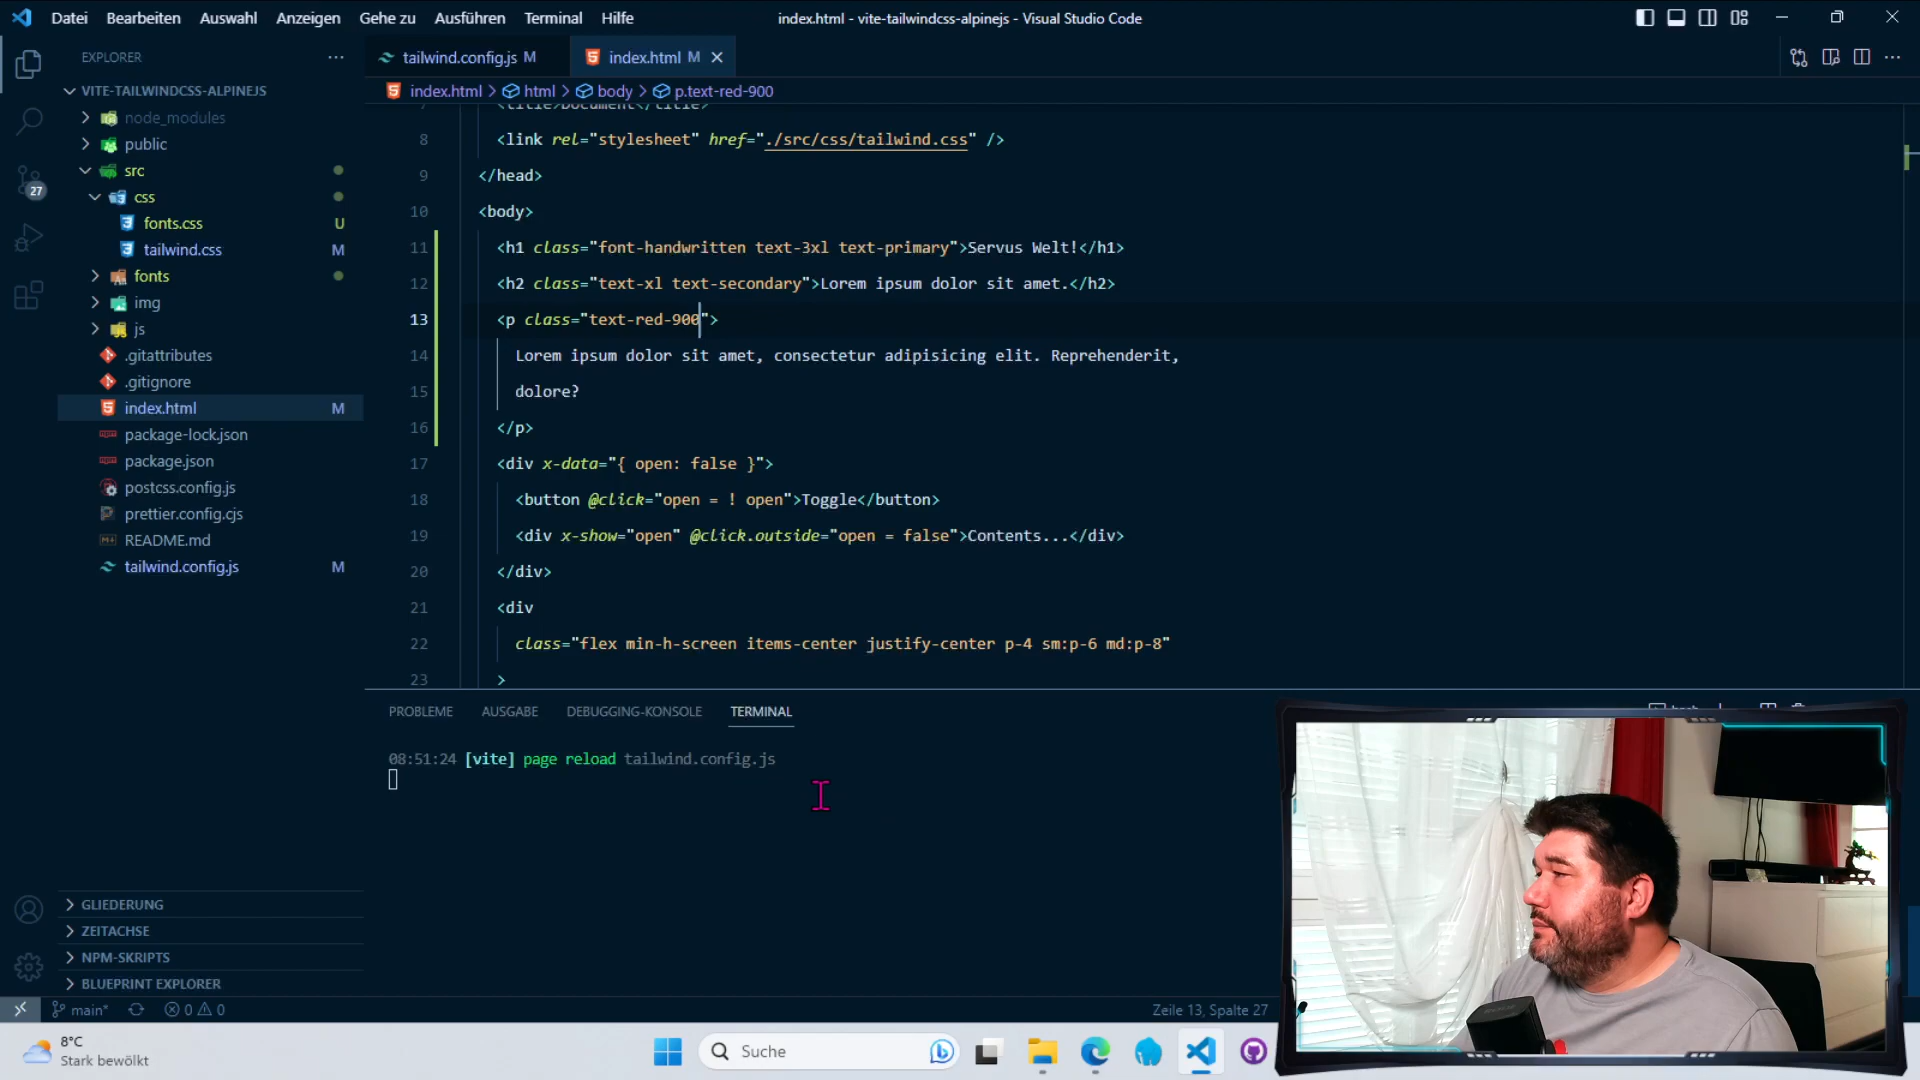 Datei Bearbeiten Auswahl Anzeigen Gehe zu Ausführen Terminal Hilfe
index.html - vite-tailwindcss-alpinejs - Visual Studio Code
EXPLORER
VITE-TAILWINDCSS-ALPINEJS
node_modules
public
src
css
fonts.css U
tailwind.css M
fonts
img
js
.gitattributes
.gitignore
index.html M
package-lock.json
package.json
postcss.config.js
prettier.config.cjs
README.md
tailwind.config.js M
GLIEDERUNG
ZEITACHSE
NPM-SKRIPTS
BLUEPRINT EXPLORER
27
tailwind.config.js M
index.html M
index.html > html > body > p.text-red-900
7 <title>Document</title>
8 <link rel="stylesheet" href="./src/css/tailwind.css" />
9 </head>
10 <body>
11 <h1 class="font-handwritten text-3xl text-primary">Servus Welt!</h1>
12 <h2 class="text-xl text-secondary">Lorem ipsum dolor sit amet.</h2>
13 <p class="text-red-900">
14 Lorem ipsum dolor sit amet, consectetur adipisicing elit. Reprehenderit,
15 dolore?
16 </p>
17 <div x-data="{ open: false }">
18 <button @click="open = ! open">Toggle</button>
19 <div x-show="open" @click.outside="open = false">Contents...</div>
20 </div>
21 <div
22 class="flex min-h-screen items-center justify-center p-4 sm:p-6 md:p-8"
23 >
PROBLEME AUSGABE DEBUGGING-KONSOLE TERMINAL
08:51:24 [vite] page reload tailwind.config.js
main* 0 0
Zeile 13, Spalte 27
8°C
Stark bewölkt
Suche